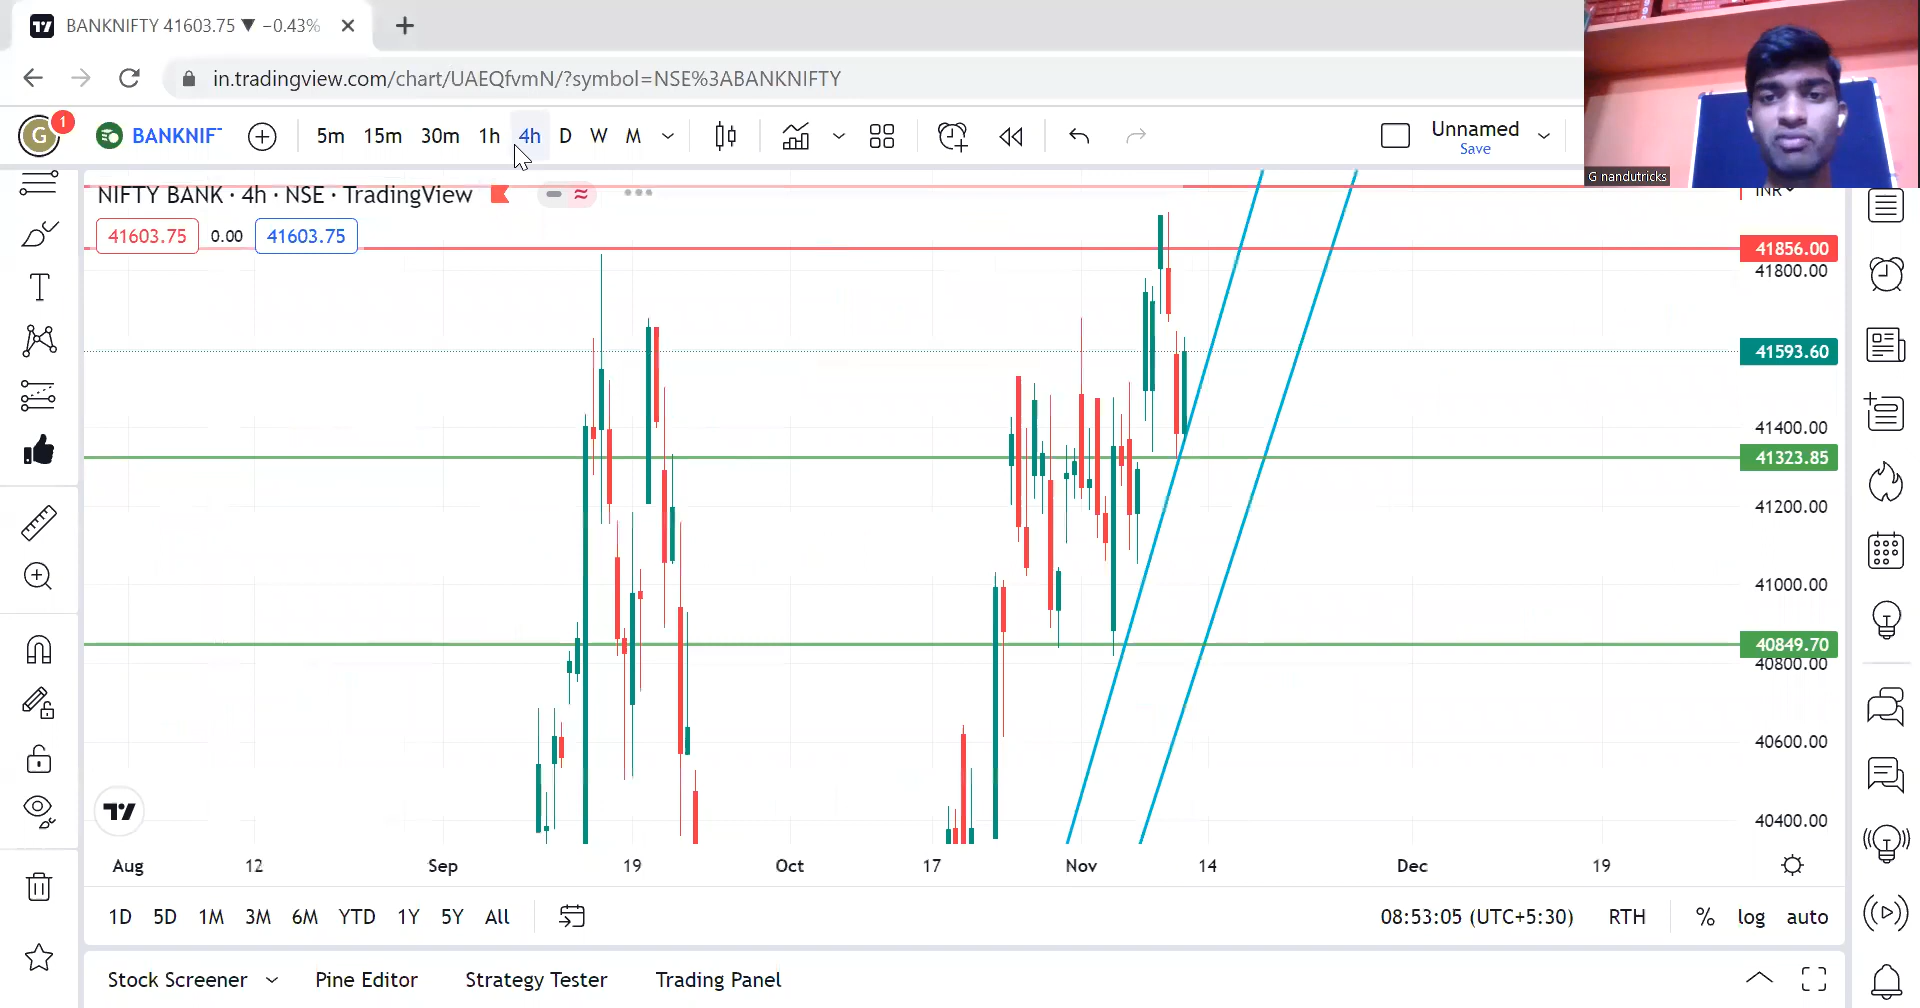 BANKNIFTY 41603.75 ▼ −0.43%
in.tradingview.com/chart/UAEQfvmN/?symbol=NSE%3ABANKNIFTY
G 1 BANKNIF 5m 15m 30m 1h 4h D W M Unnamed
Save
G nandutricks
NIFTY BANK · 4h · NSE · TradingView
INR
41603.75 0.00 41603.75
41856.00
41800.00
41593.60
41400.00
41323.85
41200.00
41000.00
40849.70
40800.00
40600.00
40400.00
Aug 12 Sep 19 Oct 17 Nov 14 Dec 19
1D 5D 1M 3M 6M YTD 1Y 5Y All 08:53:05 (UTC+5:30) RTH % log auto
Stock Screener Pine Editor Strategy Tester Trading Panel